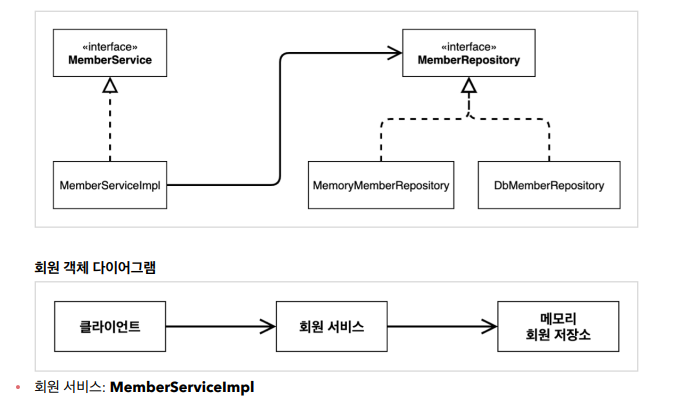 «interface»
MemberService
«interface»
MemberRepository
MemberServiceImpl
MemoryMemberRepository
DbMemberRepository
회원 객체 다이어그램
클라이언트
회원 서비스
메모리
회원 저장소
• 회원 서비스: MemberServiceImpl